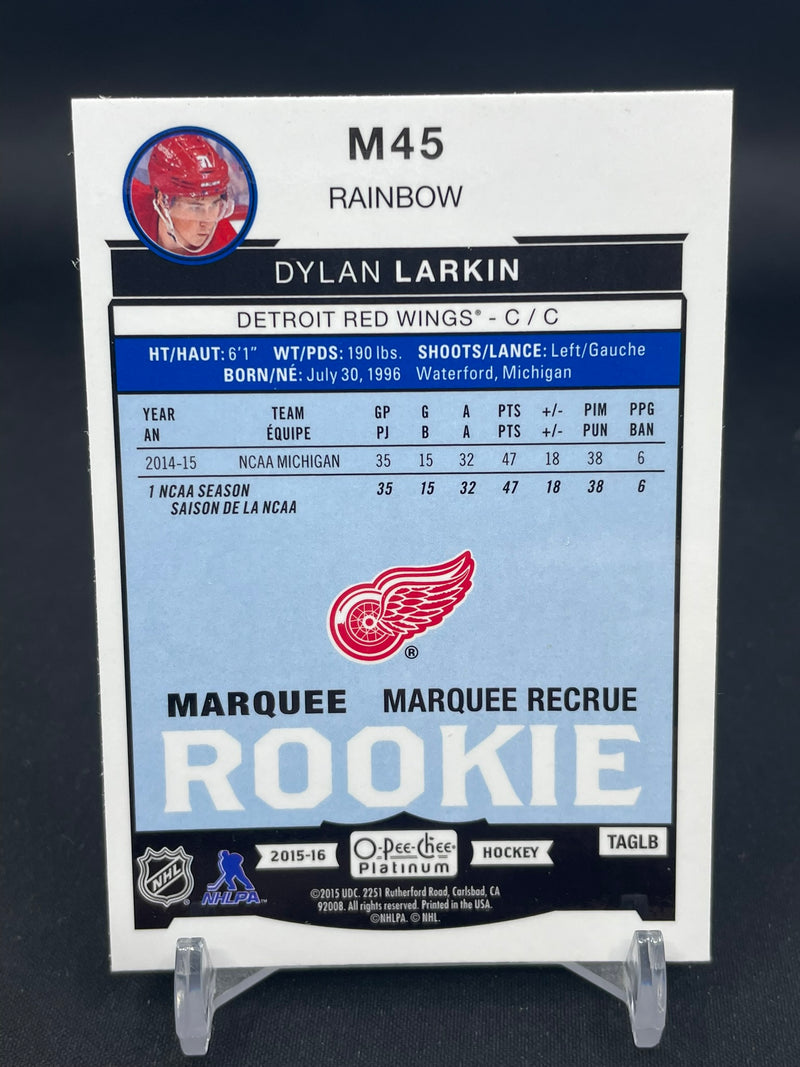 M45
RAINBOW
71
DYLAN LARKIN
DETROIT RED WINGS® - C / C
HT/HAUT: 6'1" WT/PDS: 190 lbs. SHOOTS/LANCE: Left/Gauche
BORN/NÉ: July 30, 1996 Waterford, Michigan
YEAR TEAM GP G A PTS +/- PIM PPG
AN ÉQUIPE PJ B A PTS +/- PUN BAN
2014-15 NCAA MICHIGAN 35 15 32 47 18 38 6
1 NCAA SEASON 35 15 32 47 18 38 6
SAISON DE LA NCAA
®
MARQUEE MARQUEE RECRUE
ROOKIE
NHL NHLPA™ 2015-16 O-Pee-Chee® Platinum HOCKEY TAGLB
©2015 UDC. 2251 Rutherford Road, Carlsbad, CA
92008. All rights reserved. Printed in the USA.
©NHLPA. © NHL.